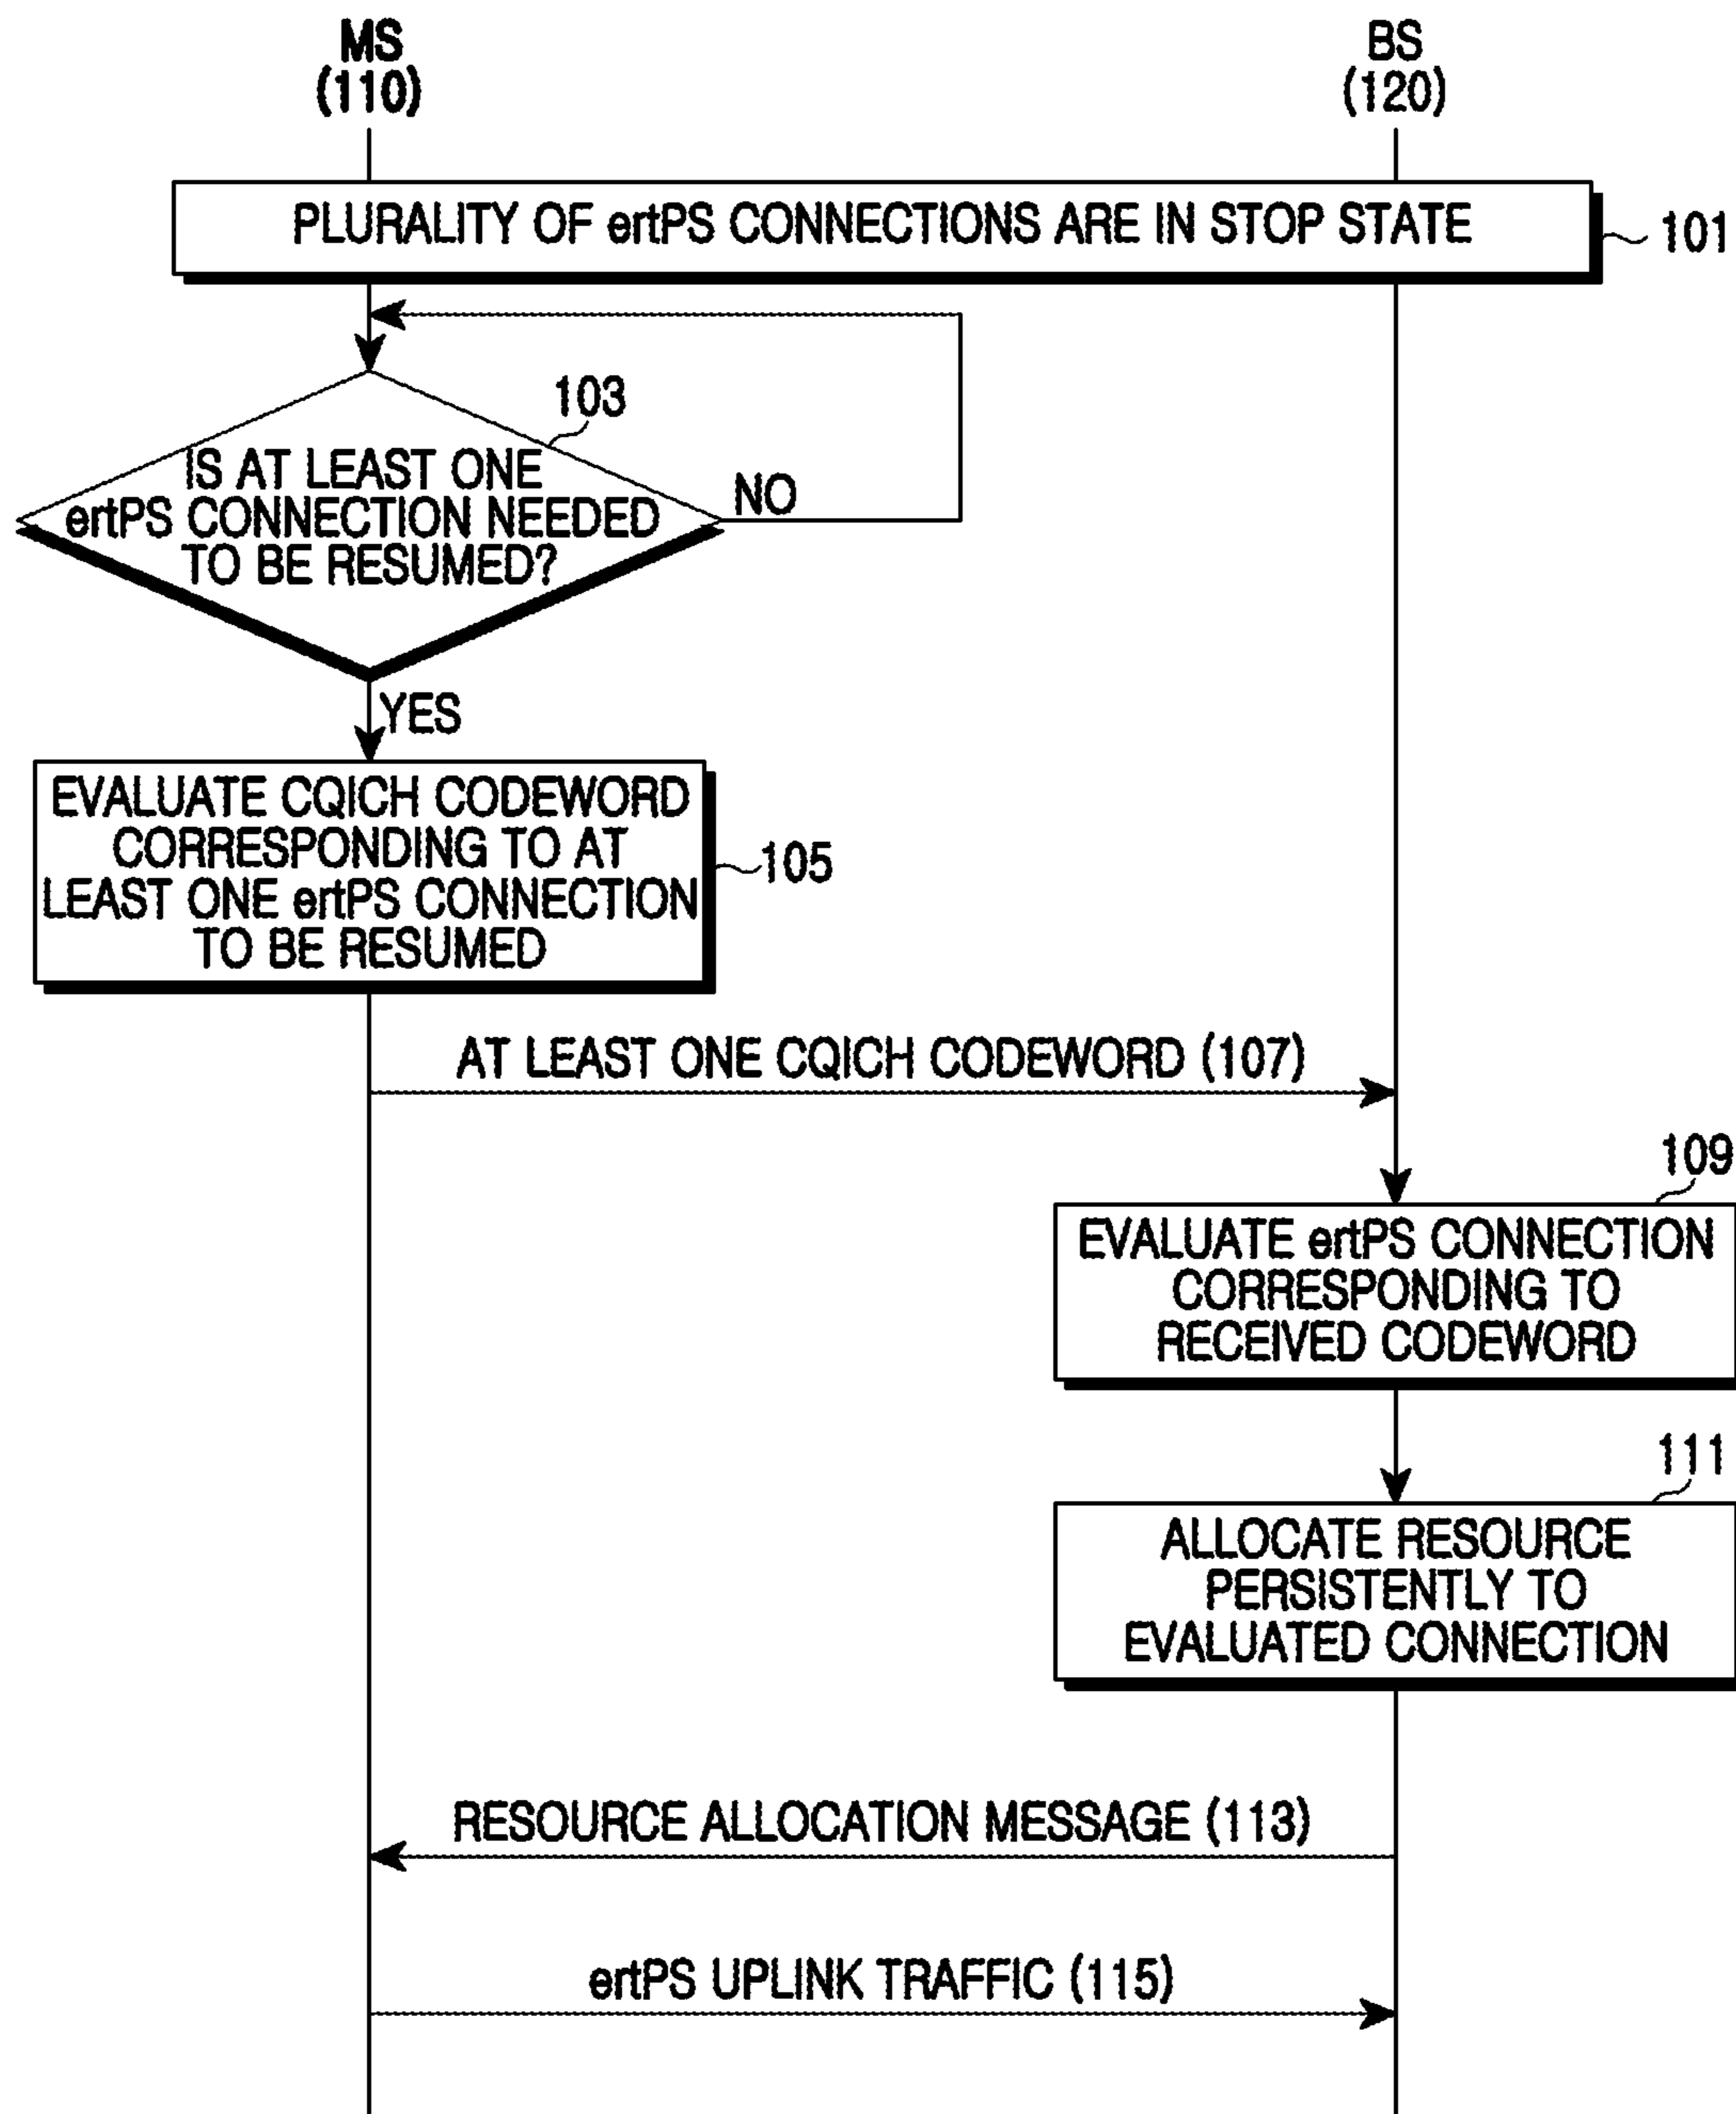 MS
(110)
BS
(120)
PLURALITY OF ertPS CONNECTIONS ARE IN STOP STATE
101
103
IS AT LEAST ONE
ertPS CONNECTION NEEDED
TO BE RESUMED?
NO
YES
EVALUATE CQICH CODEWORD
CORRESPONDING TO AT
LEAST ONE ertPS CONNECTION
TO BE RESUMED
105
AT LEAST ONE CQICH CODEWORD (107)
109
EVALUATE ertPS CONNECTION
CORRESPONDING TO
RECEIVED CODEWORD
111
ALLOCATE RESOURCE
PERSISTENTLY TO
EVALUATED CONNECTION
RESOURCE ALLOCATION MESSAGE (113)
ertPS UPLINK TRAFFIC (115)